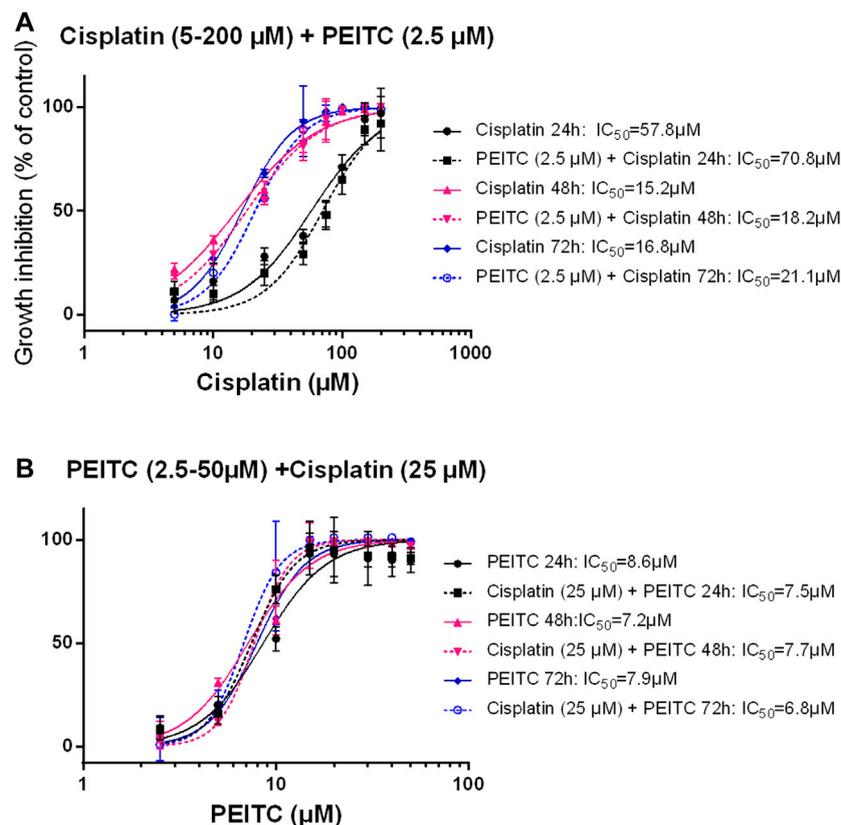 A
Cisplatin (5-200 µM) + PEITC (2.5 µM)
Growth inhibition (% of control)
100
50
0
1
10
100
1000
Cisplatin (µM)
Cisplatin 24h: IC50=57.8µM
PEITC (2.5 µM) + Cisplatin 24h: IC50=70.8µM
Cisplatin 48h: IC50=15.2µM
PEITC (2.5 µM) + Cisplatin 48h: IC50=18.2µM
Cisplatin 72h: IC50=16.8µM
PEITC (2.5 µM) + Cisplatin 72h: IC50=21.1µM
B
PEITC (2.5-50µM) +Cisplatin (25 µM)
100
50
0
1
10
100
PEITC (µM)
PEITC 24h: IC50=8.6µM
Cisplatin (25 µM) + PEITC 24h: IC50=7.5µM
PEITC 48h:IC50=7.2µM
Cisplatin (25 µM) + PEITC 48h: IC50=7.7µM
PEITC 72h: IC50=7.9µM
Cisplatin (25 µM) + PEITC 72h: IC50=6.8µM